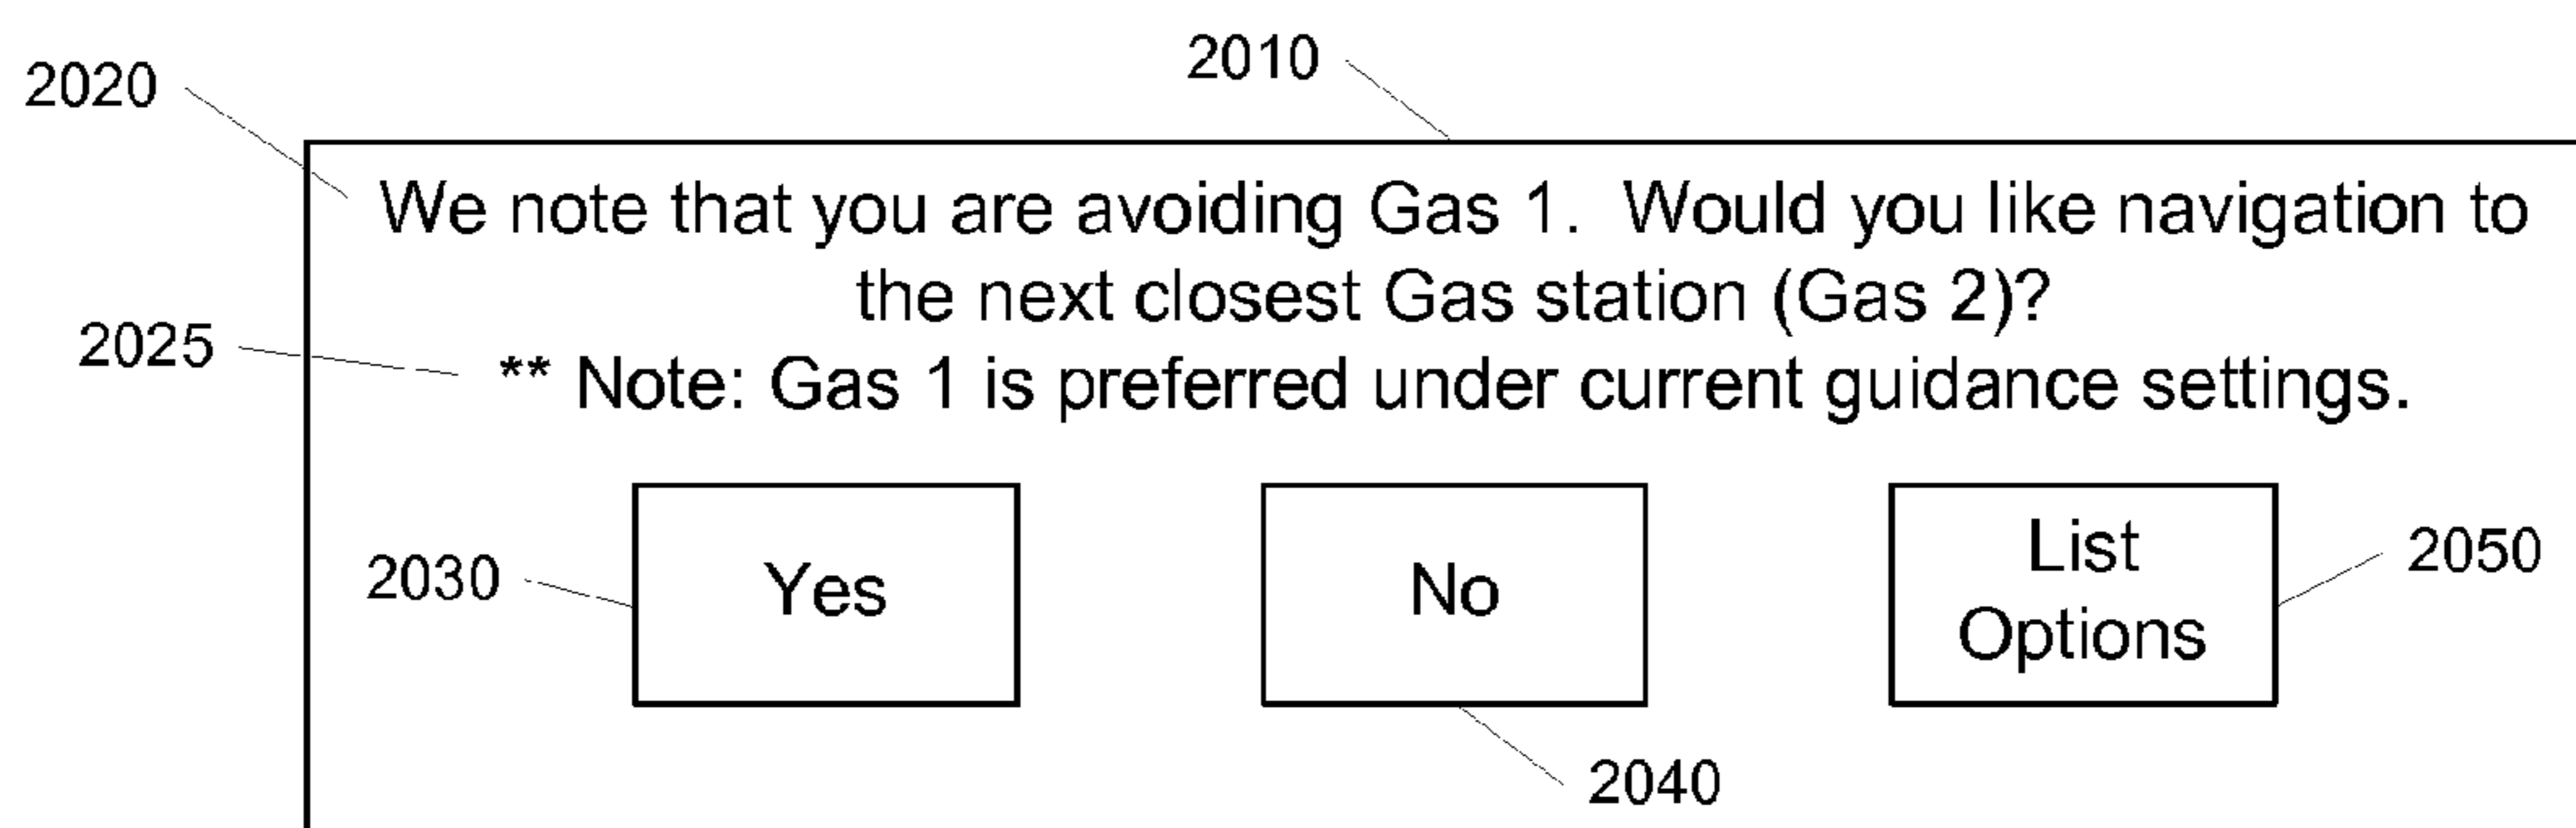 2010
2020
We note that you are avoiding Gas 1. Would you like navigation to
the next closest Gas station (Gas 2)?
2025
** Note: Gas 1 is preferred under current guidance settings.
2030
Yes
No
List
Options
2050
2040